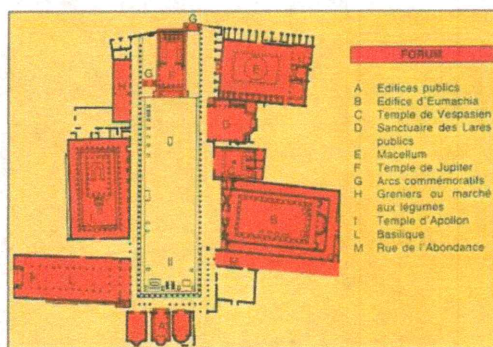 G
G
F
E
H
D
B
M
L
A
FORUM
A Edifices publics
B Edifice d'Eumachia
C Temple de Vespasien
D Sanctuaire des Lares
publics
E Macellum
F Temple de Jupiter
G Arcs commémoratifs
H Greniers ou marché
aux légumes
I Temple d'Apollon
L Basilique
M Rue de l'Abondance